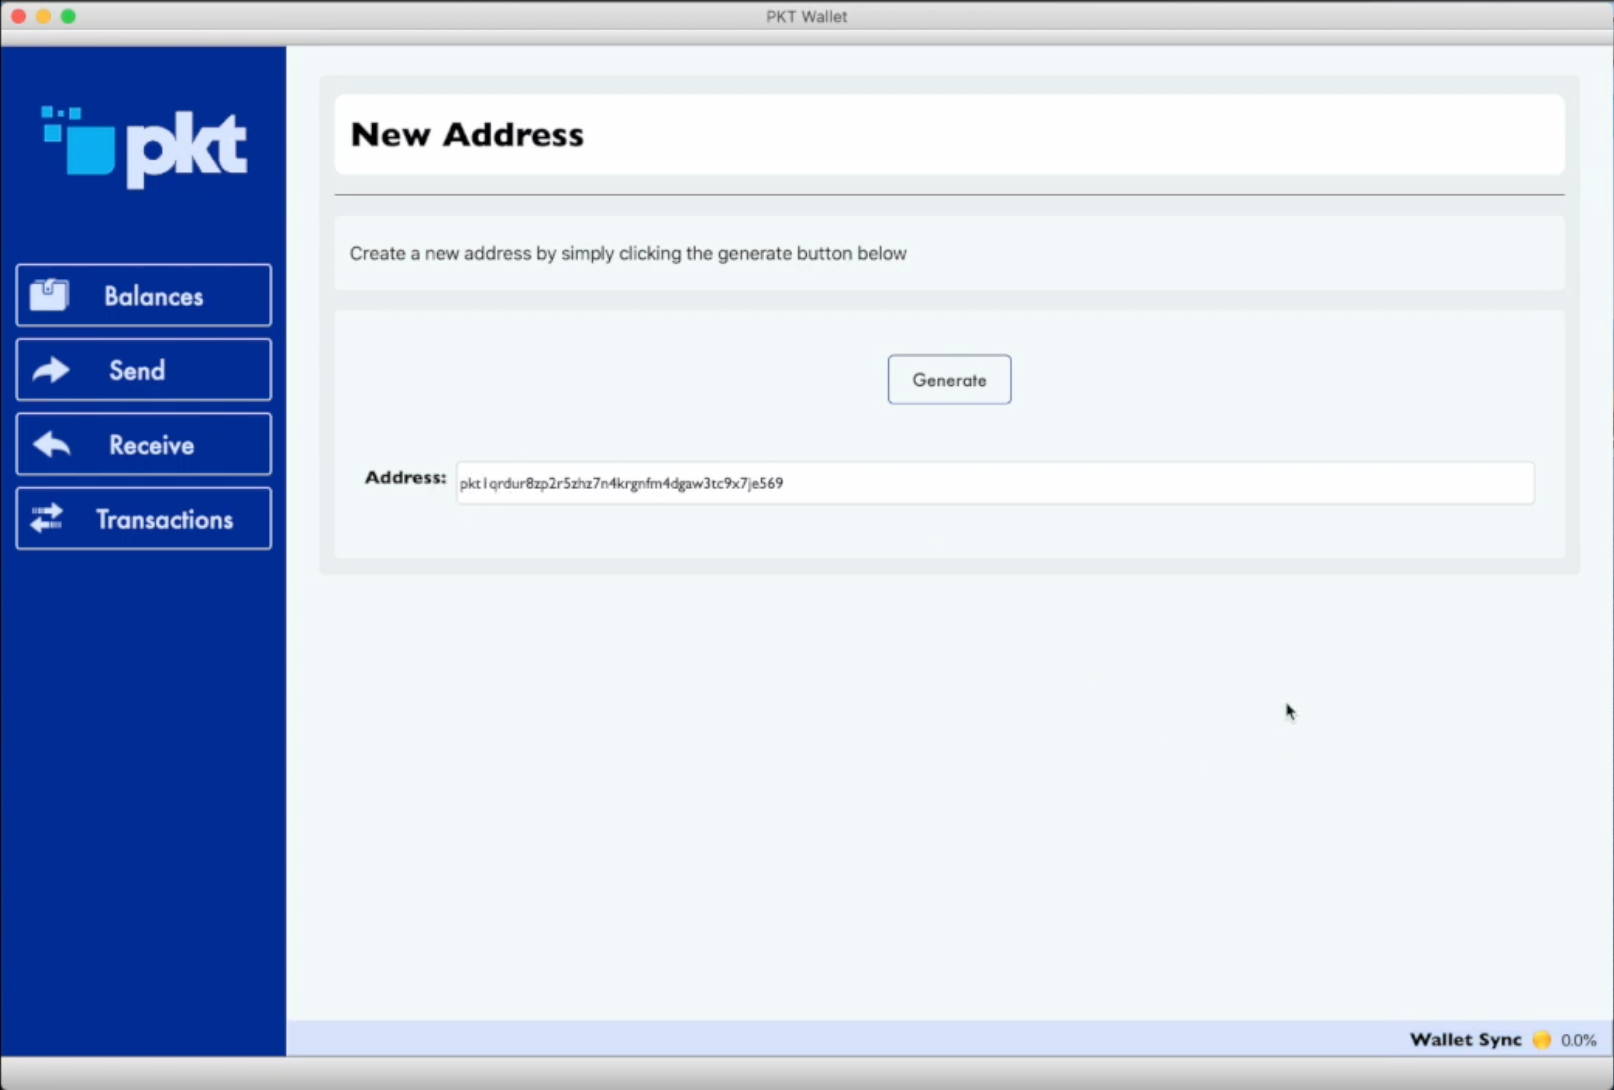 PKT Wallet
pkt
New Address
Create a new address by simply clicking the generate button below
Balances
Send
Receive
Transactions
Generate
Address: pkt1qrdur8zp2r5zhz7n4krgnfm4dgaw3tc9x7je569
Wallet Sync 0.0%